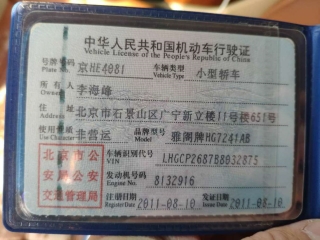 中华人民共和国机动车行驶证
Vehicle License of the People's Republic of China
号牌号码 京HE4081 车辆类型 小型轿车
Plate No. Vehicle Type
所有人 李海峰
Owner
住址 北京市石景山区广宁新立楼11号楼651号
Address
使用性质 非营运 品牌型号 雅阁牌HG7241AB
Use Character Model
北京市公安局公安交通管理局
车辆识别代号 LHGCP2687B8032875
VIN
发动机号码 8132916
Engine No.
注册日期 2011-08-10 发证日期 2011-08-10
Register Date Issue Date